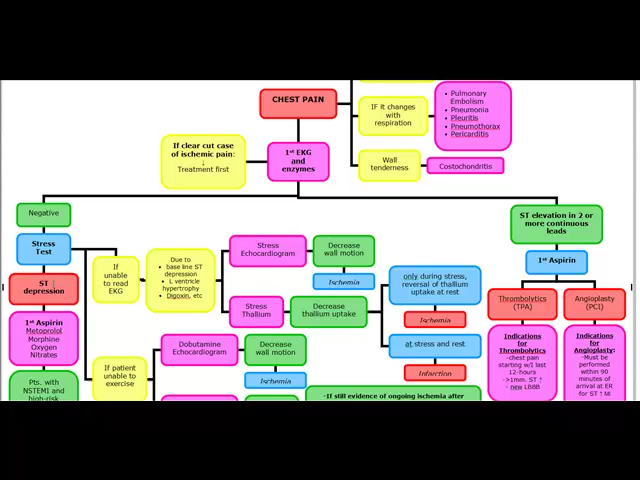 CHEST PAIN
IF it changes
with
respiration
• Pulmonary
Embolism
• Pneumonia
• Pleuritis
• Pneumothorax
• Pericarditis
If clear cut case
of ischemic pain:
↓
Treatment first
1st EKG
and
enzymes
Wall
tenderness
Costochondritis
Negative
ST elevation in 2 or
more continuous
leads
Stress
Test
If
unable
to read
EKG
Due to
• base line ST
depression
• L ventricle
hypertrophy
• Digoxin, etc
Stress
Echocardiogram
Decrease
wall motion
Ischemia
1st Aspirin
only during stress,
reversal of thallium
uptake at rest
Ischemia
ST
depression
Stress
Thallium
Decrease
thallium uptake
Thrombolytics
(TPA)
Angioplasty
(PCI)
1st Aspirin
Metoprolol
Morphine
Oxygen
Nitrates
at stress and rest
Infarction
Indications
for
Thrombolytics
-chest pain
starting w/I last
12-hours
->1mm. ST ↑
- new LBBB
Indications
for
Angioplasty:
-Must be
performed
within 90
minutes of
arrival at ER
for ST ↑ MI
If patient
unable to
exercise
Dobutamine
Echocardiogram
Decrease
wall motion
Ischemia
Pts. with
NSTEMI and
high-risk
-If still evidence of ongoing ischemia after